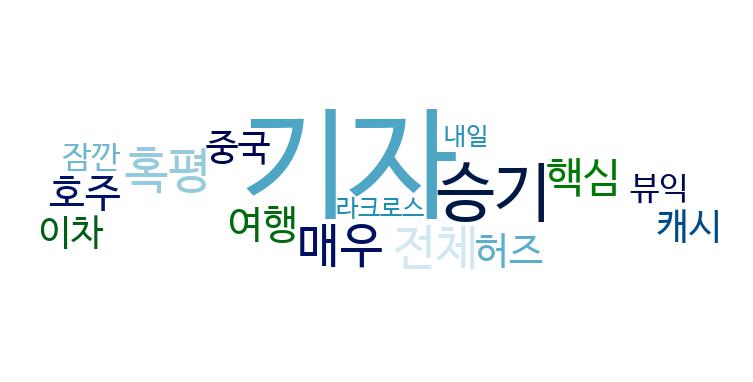 기자
내일
중국
잠깐
혹평
승기
핵심
호주
뷰익
라크로스
이차
여행
매우
전체
허즈
캐시